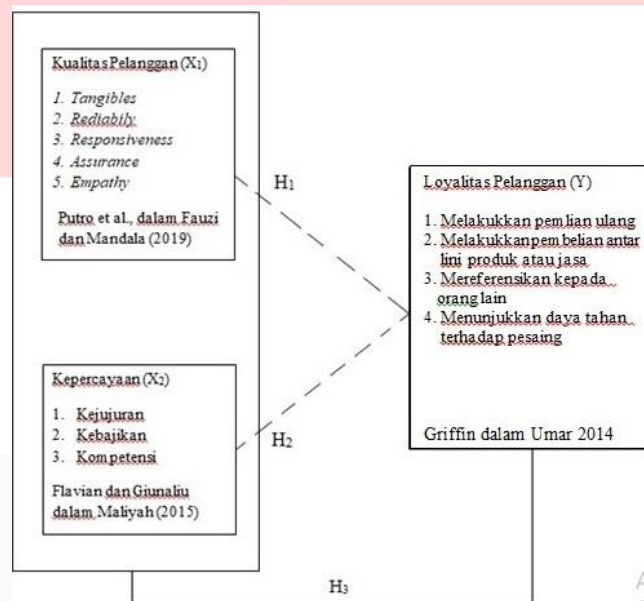 Kualitas Pelanggan (X₁)
1. Tangibles
2. Rediabily
3. Responsiveness
4. Assurance
5. Empathy
Putro et al., dalam Fauzi
dan Mandala (2019)
H₁
Loyalitas Pelanggan (Y)
1. Melakukkan pemlian ulang
2. Melakukkan pembelian antar
lini produk atau jasa
3. Mereferensikan kepada
orang lain
4. Menunjukkan daya tahan
terhadap pesaing
Griffin dalam Umar 2014
Kepercayaan (X₂)
1. Kejujuran
2. Kebajikan
3. Kompetensi
Flavian dan Giunaliu
dalam Maliyah (2015)
H₂
H₃